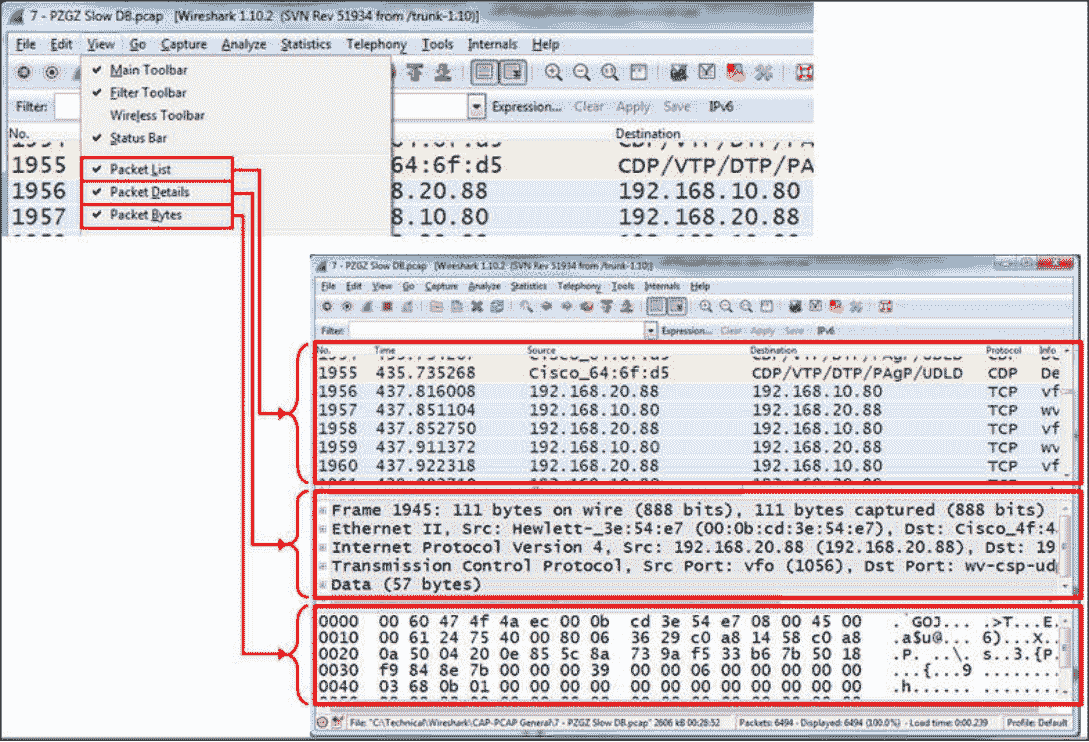 7 - PZGZ Slow DB.pcap [Wireshark 1.10.2 (SVN Rev 51934 from /trunk-1.10)]
File Edit View Go Capture Analyze Statistics Telephony Tools Internals Help
Main Toolbar
Filter Toolbar
Wireless Toolbar
Status Bar
Packet List
Packet Details
Packet Bytes
Filter: Expression... Clear Apply Save IPv6
No. Destination
1955 64:6f:d5 CDP/VTP/DTP/PA
1956 .20.88 192.168.10.80
1957 .10.80 192.168.20.88
7 - PZGZ Slow DB.pcap [Wireshark 1.10.2 (SVN Rev 51934 from /trunk-1.10)]
File Edit View Go Capture Analyze Statistics Telephony Tools Internals Help
Filter: Expression... Clear Apply Save IPv6
No. Time Source Destination Protocol Info
1955 435.735268 Cisco_64:6f:d5 CDP/VTP/DTP/PAgP/UDLD CDP De
1956 437.816008 192.168.20.88 192.168.10.80 TCP vf
1957 437.851104 192.168.10.80 192.168.20.88 TCP wv
1958 437.852750 192.168.20.88 192.168.10.80 TCP vf
1959 437.911372 192.168.10.80 192.168.20.88 TCP wv
1960 437.922318 192.168.20.88 192.168.10.80 TCP vf
Frame 1945: 111 bytes on wire (888 bits), 111 bytes captured (888 bits)
Ethernet II, Src: Hewlett-_3e:54:e7 (00:0b:cd:3e:54:e7), Dst: Cisco_4f:4
Internet Protocol Version 4, Src: 192.168.20.88 (192.168.20.88), Dst: 19
Transmission Control Protocol, Src Port: vfo (1056), Dst Port: wv-csp-ud
Data (57 bytes)
0000 00 60 47 4f 4a ec 00 0b cd 3e 54 e7 08 00 45 00 .`GOJ... .>T...E.
0010 00 61 24 75 40 00 80 06 36 29 c0 a8 14 58 c0 a8 .a$u@... 6)...X..
0020 0a 50 04 20 0e 85 5c 8a 73 9a f5 33 b6 7b 50 18 .P. ..\. s..3.{P.
0030 f9 84 8e 7b 00 00 00 39 00 00 06 00 00 00 00 00 ...{...9 ........
0040 03 68 0b 01 00 00 00 00 00 00 00 00 00 00 00 00 .h...... ........
File: "C:\Technical\Wireshark\CAP-PCAP General\7 - PZGZ Slow DB.pcap" 2606 kB 00:28:52 Packets: 6494 - Displayed: 6494 (100.0%) - Load time: 0:00.239 Profile: Default